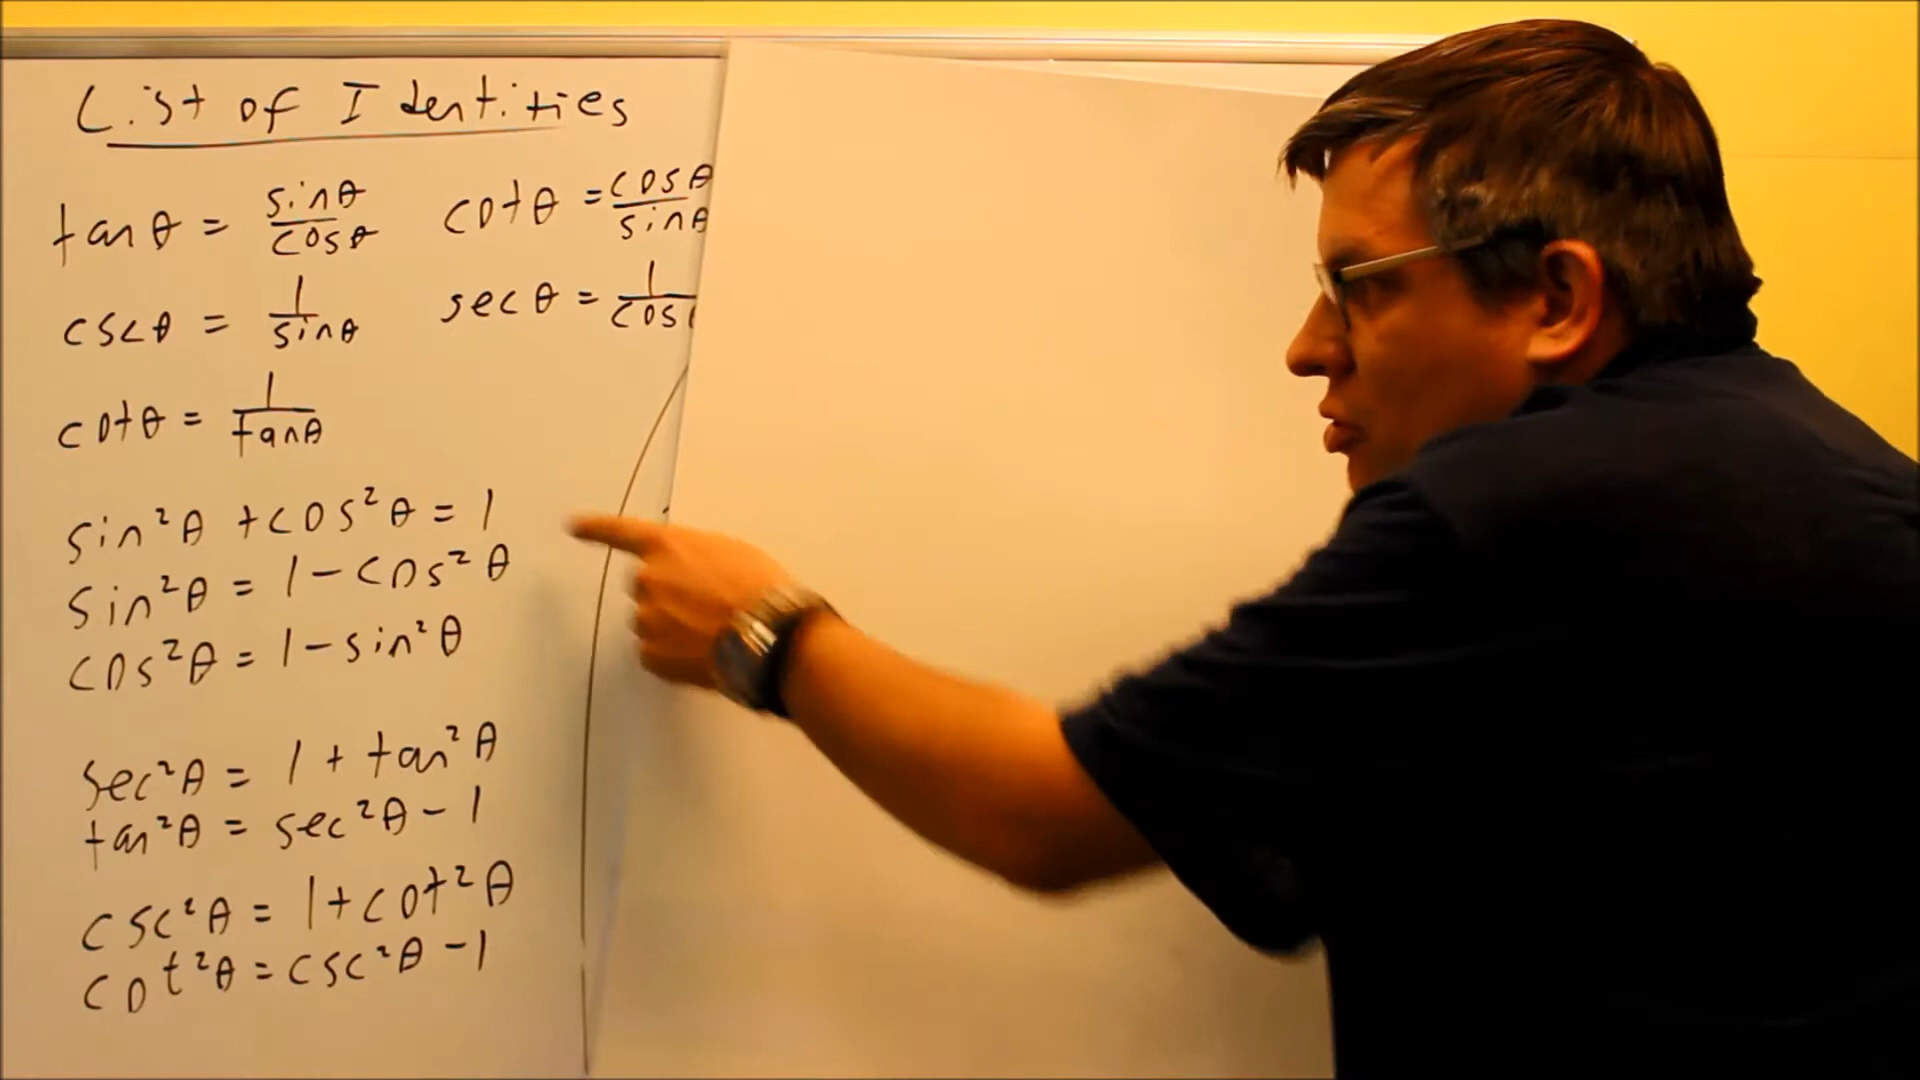 List of Identities
tanθ = sinθ/cosθ cotθ = cosθ/sinθ
cscθ = 1/sinθ secθ = 1/cos
cotθ = 1/tanθ
sin²θ + cos²θ = 1
sin²θ = 1 - cos²θ
cos²θ = 1 - sin²θ
sec²θ = 1 + tan²θ
tan²θ = sec²θ - 1
csc²θ = 1 + cot²θ
cot²θ = csc²θ - 1